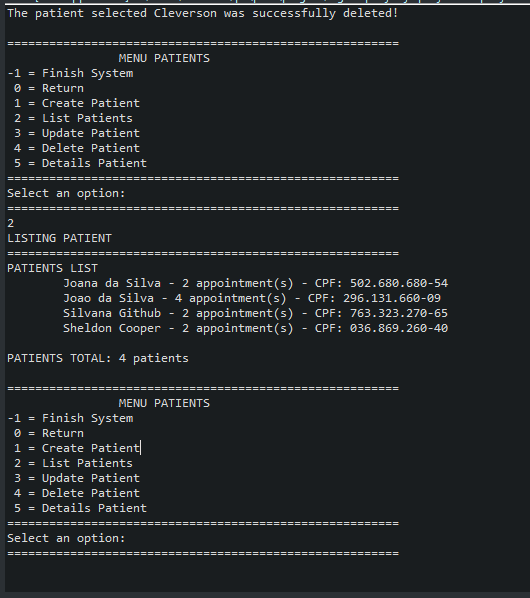 The patient selected Cleverson was successfully deleted!
========================================================
MENU PATIENTS
-1 = Finish System
0 = Return
1 = Create Patient
2 = List Patients
3 = Update Patient
4 = Delete Patient
5 = Details Patient
========================================================
Select an option:
========================================================
2
LISTING PATIENT
========================================================
PATIENTS LIST
Joana da Silva - 2 appointment(s) - CPF: 502.680.680-54
Joao da Silva - 4 appointment(s) - CPF: 296.131.660-09
Silvana Github - 2 appointment(s) - CPF: 763.323.270-65
Sheldon Cooper - 2 appointment(s) - CPF: 036.869.260-40
PATIENTS TOTAL: 4 patients
========================================================
MENU PATIENTS
-1 = Finish System
0 = Return
1 = Create Patient
2 = List Patients
3 = Update Patient
4 = Delete Patient
5 = Details Patient
========================================================
Select an option:
========================================================